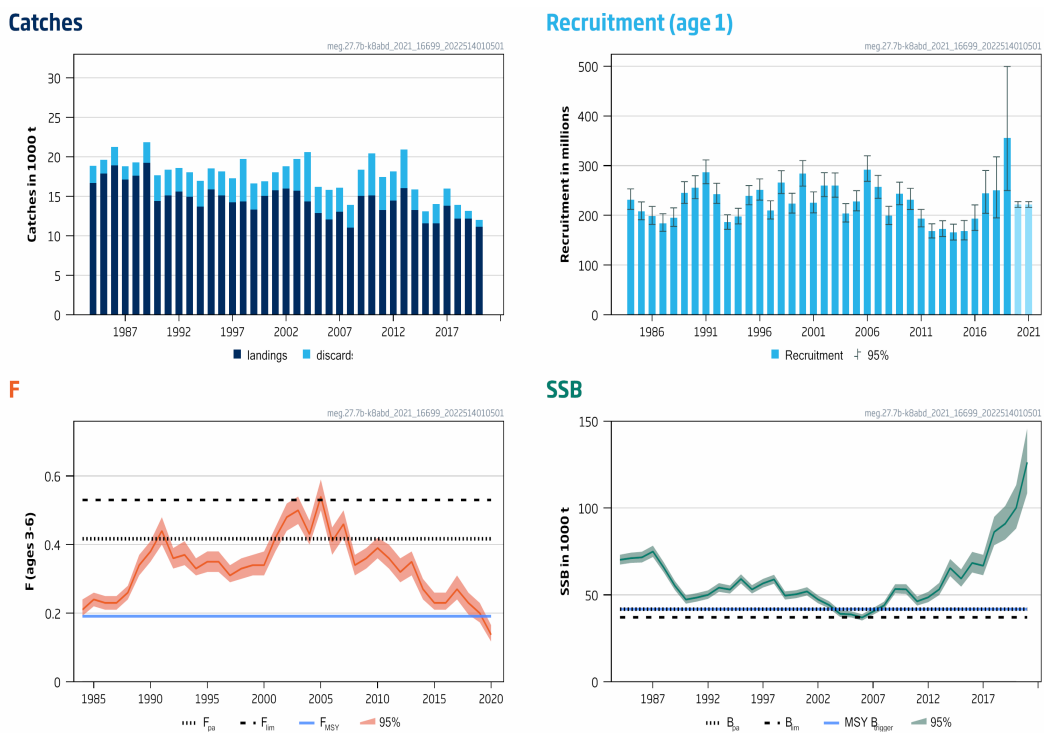 Catches
meg.27.7b-k8abd_2021_16699_2022514010501
Catches in 1000 t
30
25
20
15
10
5
0
1987 1992 1997 2002 2007 2012 2017
landings discards
Recruitment (age 1)
meg.27.7b-k8abd_2021_16699_2022514010501
Recruitment in millions
500
400
300
200
100
0
1986 1991 1996 2001 2006 2011 2016 2021
Recruitment 95%
F
meg.27.7b-k8abd_2021_16699_2022514010501
F (ages 3-6)
0.6
0.4
0.2
0
1985 1990 1995 2000 2005 2010 2015 2020
Fpa Flim FMSY 95%
SSB
meg.27.7b-k8abd_2021_16699_2022514010501
SSB in 1000 t
150
100
50
0
1987 1992 1997 2002 2007 2012 2017
Bpa Blim MSY Btrigger 95%